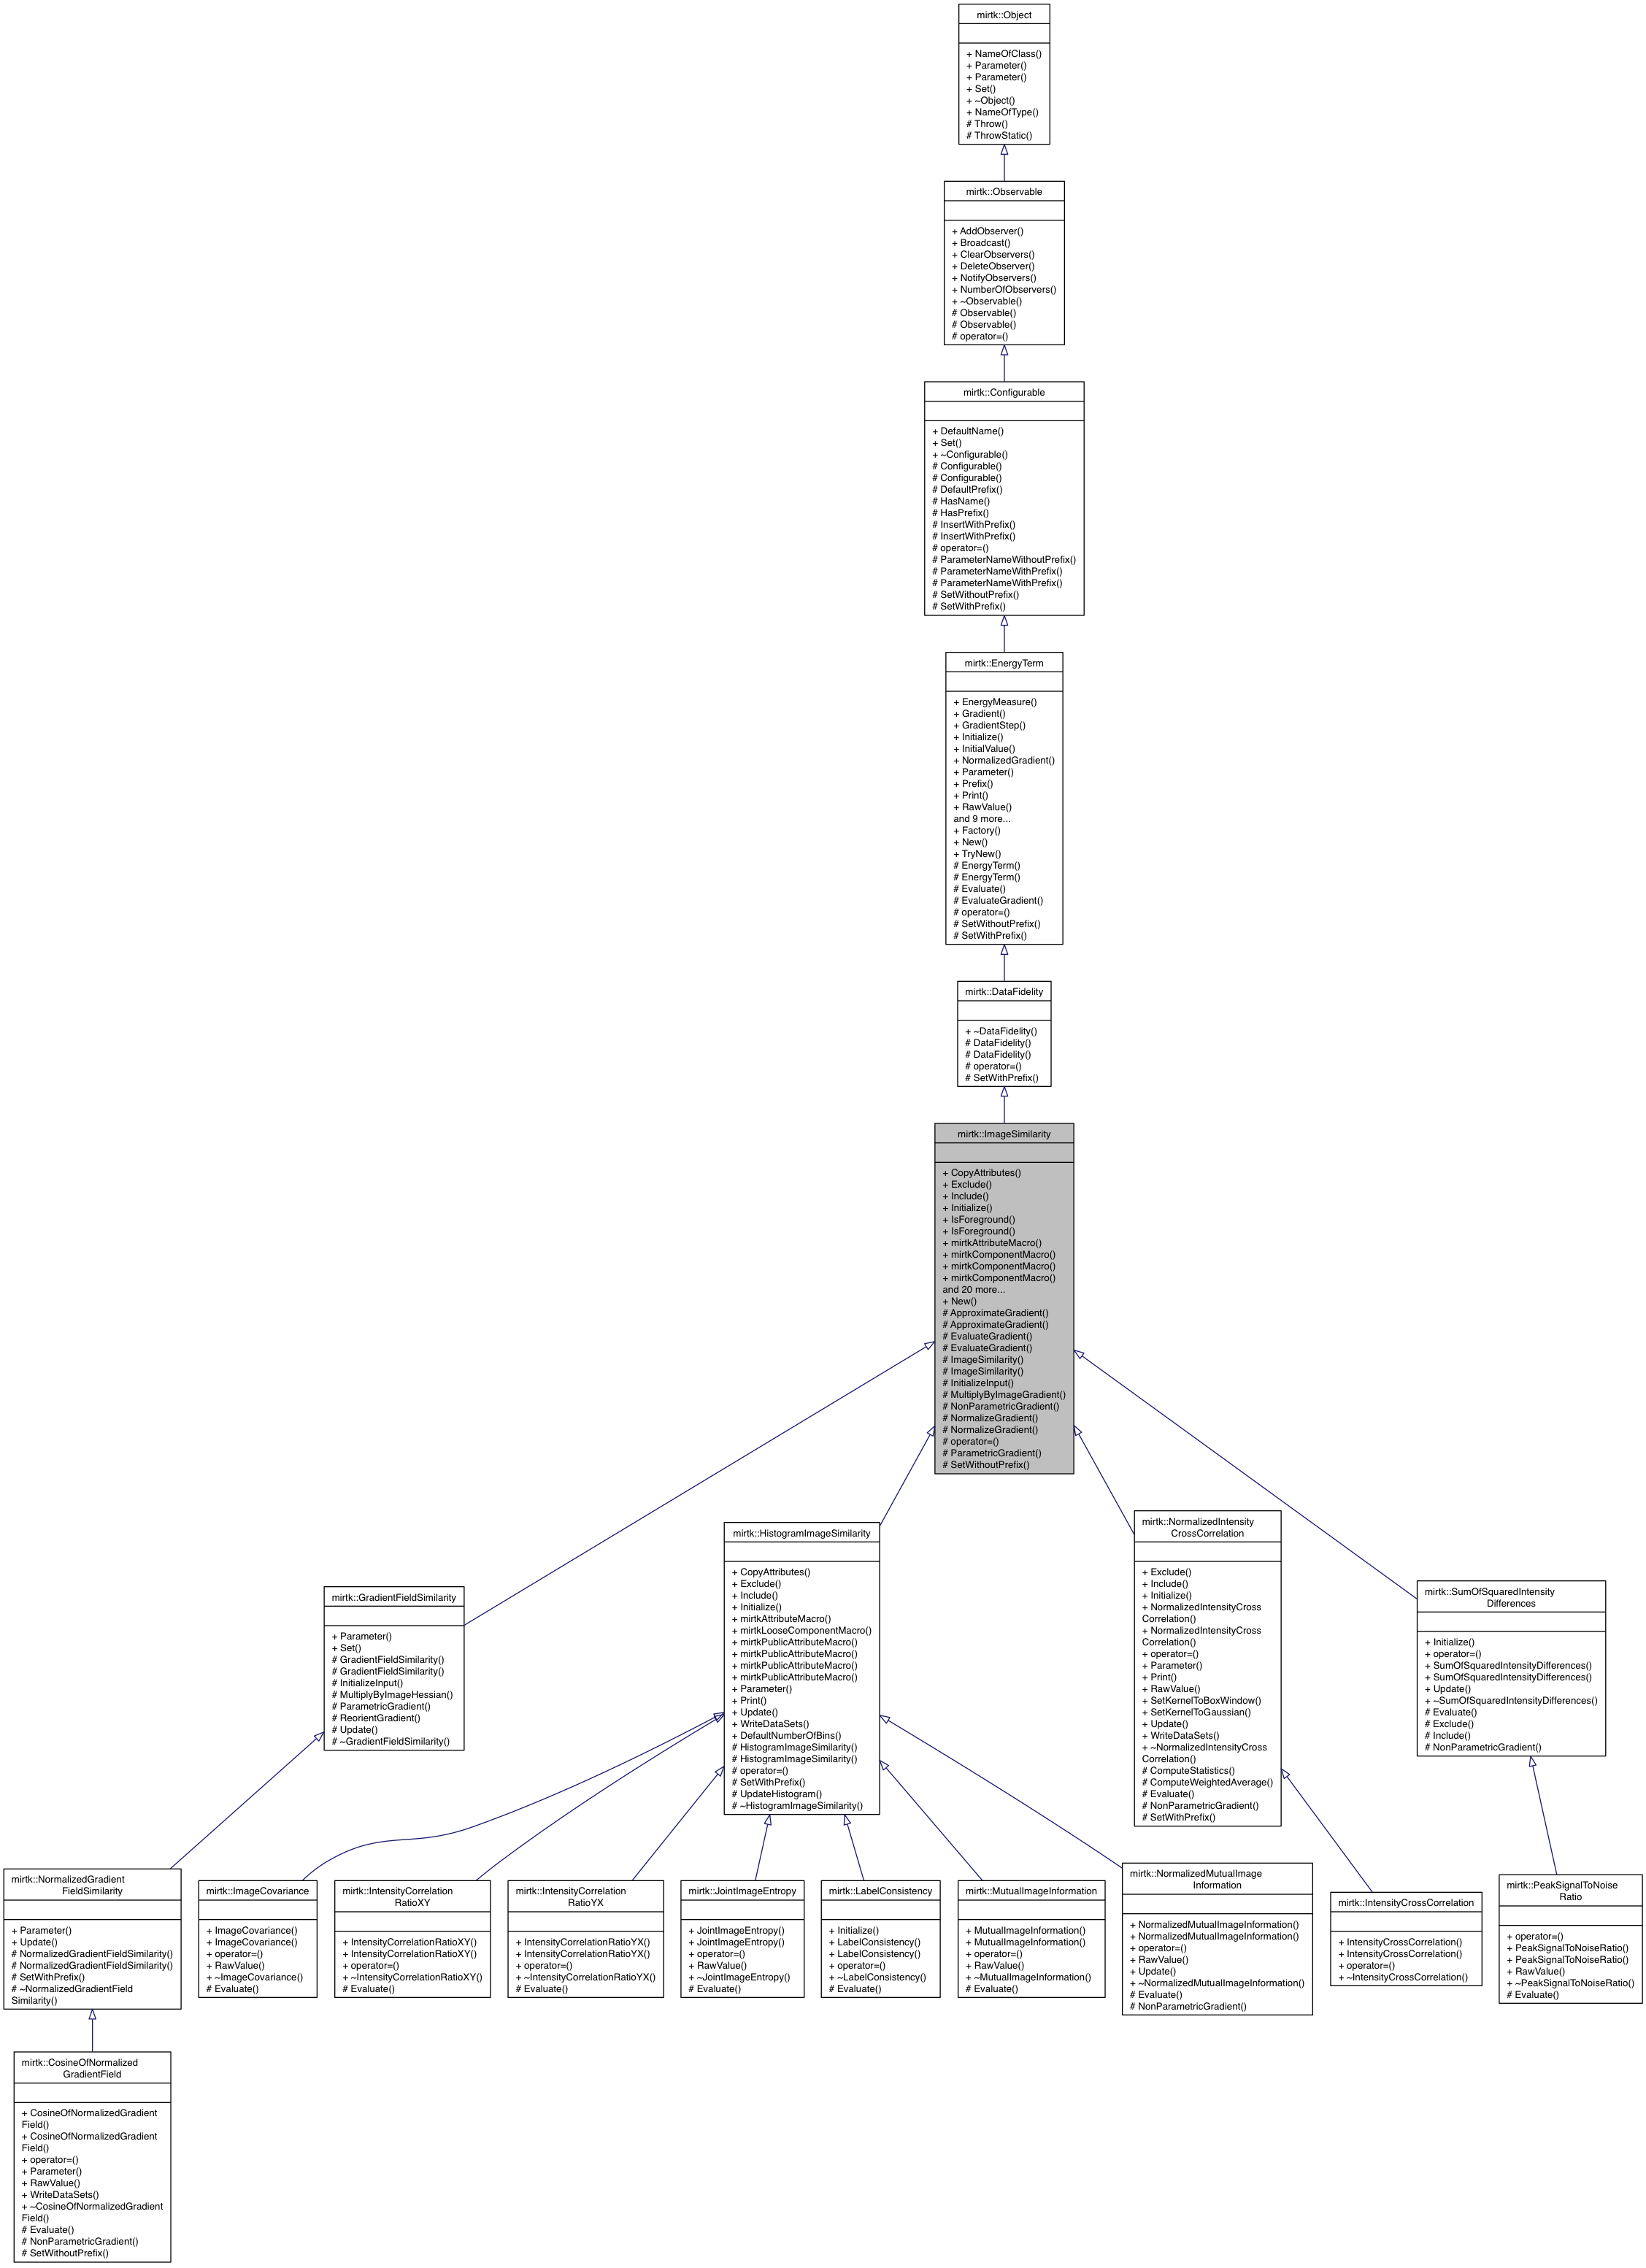 mirtk::Object
+ NameOfClass()
+ Parameter()
+ Parameter()
+ Set()
+ ~Object()
+ NameOfType()
# Throw()
# ThrowStatic()
mirtk::Observable
+ AddObserver()
+ Broadcast()
+ ClearObservers()
+ DeleteObserver()
+ NotifyObservers()
+ NumberOfObservers()
+ ~Observable()
# Observable()
# Observable()
# operator=()
mirtk::Configurable
+ DefaultName()
+ Set()
+ ~Configurable()
# Configurable()
# Configurable()
# DefaultPrefix()
# HasName()
# HasPrefix()
# InsertWithPrefix()
# InsertWithPrefix()
# operator=()
# ParameterNameWithoutPrefix()
# ParameterNameWithPrefix()
# ParameterNameWithPrefix()
# SetWithoutPrefix()
# SetWithPrefix()
mirtk::EnergyTerm
+ EnergyMeasure()
+ Gradient()
+ GradientStep()
+ Initialize()
+ InitialValue()
+ NormalizedGradient()
+ Parameter()
+ Prefix()
+ Print()
+ RawValue()
and 9 more...
+ Factory()
+ New()
+ TryNew()
# EnergyTerm()
# EnergyTerm()
# Evaluate()
# EvaluateGradient()
# operator=()
# SetWithoutPrefix()
# SetWithPrefix()
mirtk::DataFidelity
+ ~DataFidelity()
# DataFidelity()
# DataFidelity()
# operator=()
# SetWithPrefix()
mirtk::ImageSimilarity
+ CopyAttributes()
+ Exclude()
+ Include()
+ Initialize()
+ IsForeground()
+ IsForeground()
+ mirtkAttributeMacro()
+ mirtkComponentMacro()
+ mirtkComponentMacro()
+ mirtkComponentMacro()
and 20 more...
+ New()
# ApproximateGradient()
# ApproximateGradient()
# EvaluateGradient()
# EvaluateGradient()
# ImageSimilarity()
# ImageSimilarity()
# InitializeInput()
# MultiplyByImageGradient()
# NonParametricGradient()
# NormalizeGradient()
# NormalizeGradient()
# operator=()
# ParametricGradient()
# SetWithoutPrefix()
mirtk::GradientFieldSimilarity
+ Parameter()
+ Set()
# GradientFieldSimilarity()
# GradientFieldSimilarity()
# InitializeInput()
# MultiplyByImageHessian()
# ParametricGradient()
# ReorientGradient()
# Update()
# ~GradientFieldSimilarity()
mirtk::HistogramImageSimilarity
+ CopyAttributes()
+ Exclude()
+ Include()
+ Initialize()
+ mirtkAttributeMacro()
+ mirtkLooseComponentMacro()
+ mirtkPublicAttributeMacro()
+ mirtkPublicAttributeMacro()
+ mirtkPublicAttributeMacro()
+ mirtkPublicAttributeMacro()
+ Parameter()
+ Print()
+ Update()
+ WriteDataSets()
+ DefaultNumberOfBins()
# HistogramImageSimilarity()
# HistogramImageSimilarity()
# operator=()
# SetWithPrefix()
# UpdateHistogram()
# ~HistogramImageSimilarity()
mirtk::NormalizedIntensity
CrossCorrelation
+ Exclude()
+ Include()
+ Initialize()
+ NormalizedIntensityCross
Correlation()
+ NormalizedIntensityCross
Correlation()
+ operator=()
+ Parameter()
+ Print()
+ RawValue()
+ SetKernelToBoxWindow()
+ SetKernelToGaussian()
+ Update()
+ WriteDataSets()
+ ~NormalizedIntensityCross
Correlation()
# ComputeStatistics()
# ComputeWeightedAverage()
# Evaluate()
# NonParametricGradient()
# SetWithPrefix()
mirtk::SumOfSquaredIntensity
Differences
+ Initialize()
+ operator=()
+ SumOfSquaredIntensityDifferences()
+ SumOfSquaredIntensityDifferences()
+ Update()
+ ~SumOfSquaredIntensityDifferences()
# Evaluate()
# Exclude()
# Include()
# NonParametricGradient()
mirtk::NormalizedGradient
FieldSimilarity
+ Parameter()
+ Update()
# NormalizedGradientFieldSimilarity()
# NormalizedGradientFieldSimilarity()
# SetWithPrefix()
# ~NormalizedGradientField
Similarity()
mirtk::ImageCovariance
+ ImageCovariance()
+ ImageCovariance()
+ operator=()
+ RawValue()
+ ~ImageCovariance()
# Evaluate()
mirtk::IntensityCorrelation
RatioXY
+ IntensityCorrelationRatioXY()
+ IntensityCorrelationRatioXY()
+ operator=()
+ ~IntensityCorrelationRatioXY()
# Evaluate()
mirtk::IntensityCorrelation
RatioYX
+ IntensityCorrelationRatioYX()
+ IntensityCorrelationRatioYX()
+ operator=()
+ ~IntensityCorrelationRatioYX()
# Evaluate()
mirtk::JointImageEntropy
+ JointImageEntropy()
+ JointImageEntropy()
+ operator=()
+ RawValue()
+ ~JointImageEntropy()
# Evaluate()
mirtk::LabelConsistency
+ Initialize()
+ LabelConsistency()
+ LabelConsistency()
+ operator=()
+ ~LabelConsistency()
# Evaluate()
mirtk::MutualImageInformation
+ MutualImageInformation()
+ MutualImageInformation()
+ operator=()
+ RawValue()
+ ~MutualImageInformation()
# Evaluate()
mirtk::NormalizedMutualImage
Information
+ NormalizedMutualImageInformation()
+ NormalizedMutualImageInformation()
+ operator=()
+ RawValue()
+ Update()
+ ~NormalizedMutualImageInformation()
# Evaluate()
# NonParametricGradient()
mirtk::IntensityCrossCorrelation
+ IntensityCrossCorrelation()
+ IntensityCrossCorrelation()
+ operator=()
+ ~IntensityCrossCorrelation()
mirtk::PeakSignalToNoise
Ratio
+ operator=()
+ PeakSignalToNoiseRatio()
+ PeakSignalToNoiseRatio()
+ RawValue()
+ ~PeakSignalToNoiseRatio()
# Evaluate()
mirtk::CosineOfNormalized
GradientField
+ CosineOfNormalizedGradient
Field()
+ CosineOfNormalizedGradient
Field()
+ operator=()
+ Parameter()
+ RawValue()
+ WriteDataSets()
+ ~CosineOfNormalizedGradient
Field()
# Evaluate()
# NonParametricGradient()
# SetWithoutPrefix()